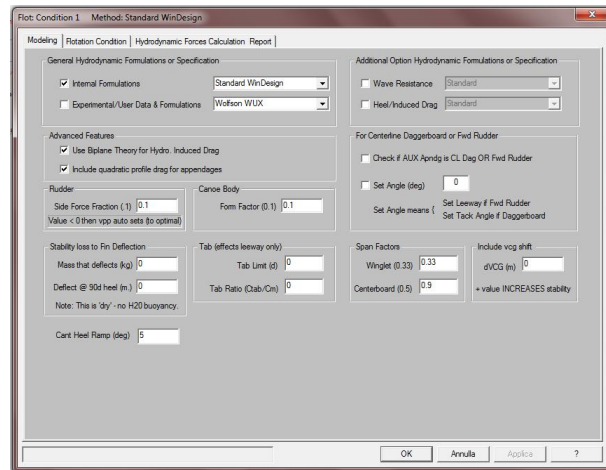 Flot: Condition 1 Method: Standard WinDesign
Modeling
Flotation Condition
Hydrodynamic Forces Calculation Report
General Hydrodynamic Formulations or Specification
Internal Formulations
Standard WinDesign
Experimental/User Data & Formulations
Wolfson WUX
Additional Option Hydrodynamic Formulations or Specification
Wave Resistance
Standard
Heel/Induced Drag
Standard
Advanced Features
Use Biplane Theory for Hydro. Induced Drag
Include quadratic profile drag for appendages
For Centerline Daggerboard or Fwd Rudder
Check if AUX Apndg is CL Dag OR Fwd Rudder
Set Angle (deg)
0
Set Angle means {
Set Leeway if Fwd Rudder
Set Tack Angle if Daggerboard
Rudder
Side Force Fraction (.1)
0.1
Value < 0 then vpp auto sets (to optimal)
Canoe Body
Form Factor (0.1)
0.1
Stability loss to Fin Deflection
Mass that deflects (kg)
0
Deflect @ 90d heel (m.)
0
Note: This is 'dry' - no H20 buoyancy.
Tab (effects leeway only)
Tab Limit (d)
0
Tab Ratio (Ctab/Cm)
0
Span Factors
Winglet (0.33)
0.33
Centerboard (0.5)
0.9
Include vcg shift
dVCG (m)
0
+ value INCREASES stability
Cant Heel Ramp (deg)
5
OK
Annulla
Applica
?